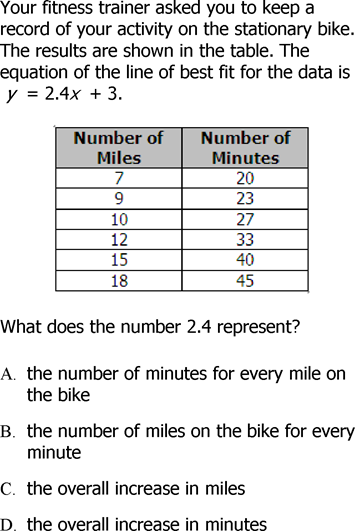 Your fitness trainer asked you to keep a
record of your activity on the stationary bike.
The results are shown in the table. The
equation of the line of best fit for the data is
y = 2.4x + 3.
Number of Miles Number of Minutes
7 20
9 23
10 27
12 33
15 40
18 45
What does the number 2.4 represent?
A. the number of minutes for every mile on
the bike
B. the number of miles on the bike for every
minute
C. the overall increase in miles
D. the overall increase in minutes